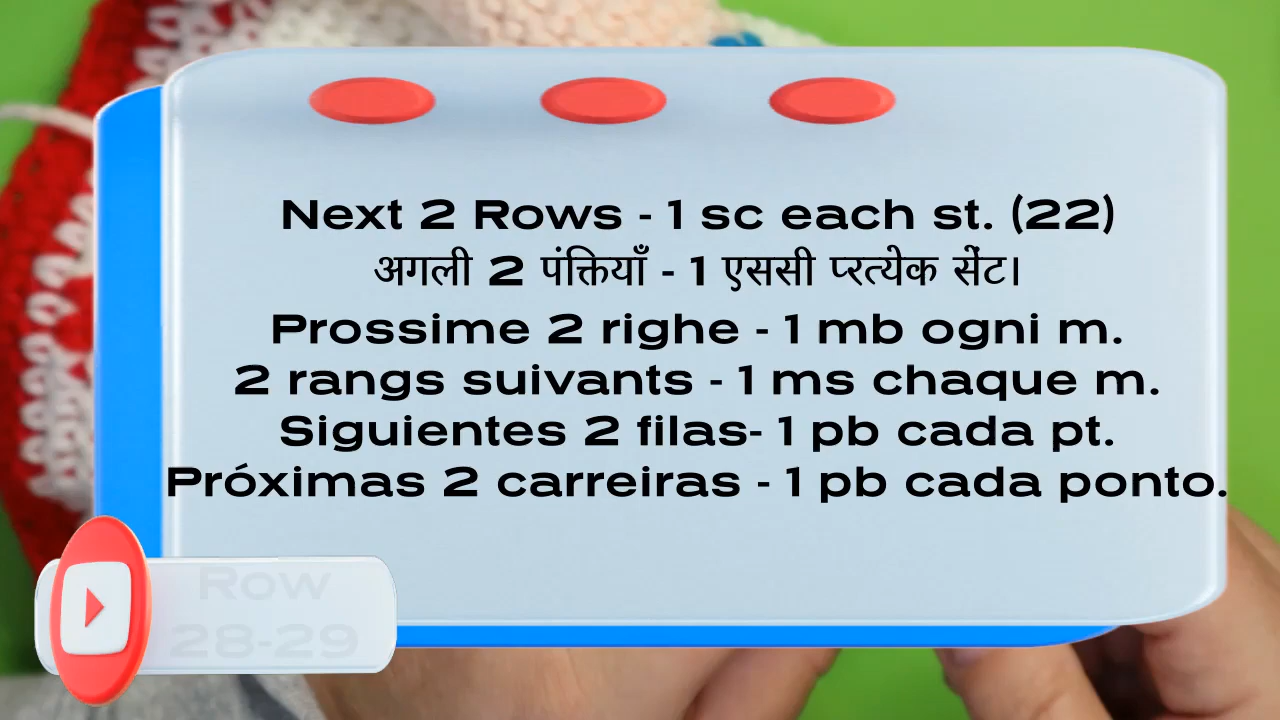 Next 2 Rows - 1 sc each st. (22)
अगली 2 पंक्तियाँ - 1 एससी प्रत्येक सेंट।
Prossime 2 righe - 1 mb ogni m.
2 rangs suivants - 1 ms chaque m.
Siguientes 2 filas- 1 pb cada pt.
Próximas 2 carreiras - 1 pb cada ponto.
Row
28-29